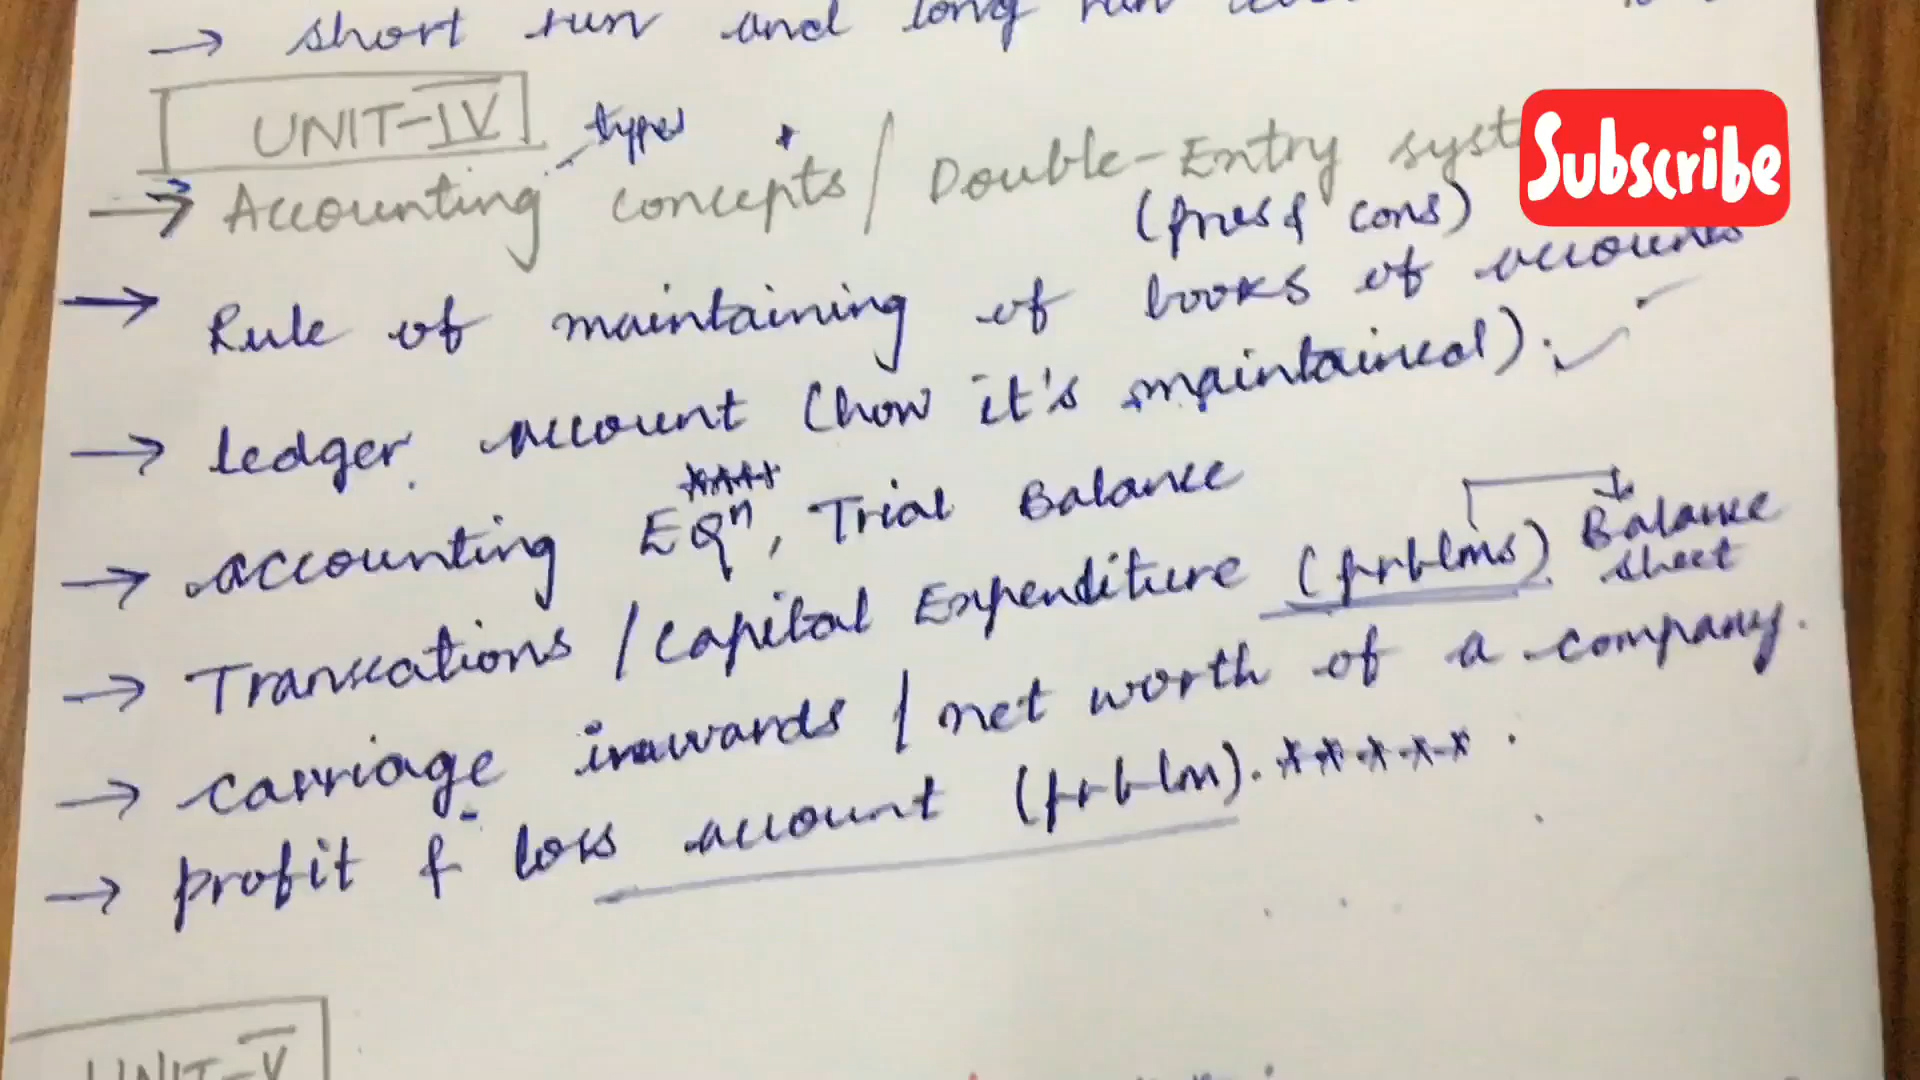 → short run and long run
UNIT-IV
types
→ Accounting concepts / Double-Entry syst
Subscribe
(pros & cons)
→ Rule of maintaining of books of accounts
→ Ledger account (how it's maintained). ✓
→ Accounting EQⁿ, Trial Balance
→ Transcations / Capital Expenditure (prblms) Balance sheet
→ Carriage inwards / net worth of a company.
→ Profit & loss account (prblm). *****.
UNIT-V